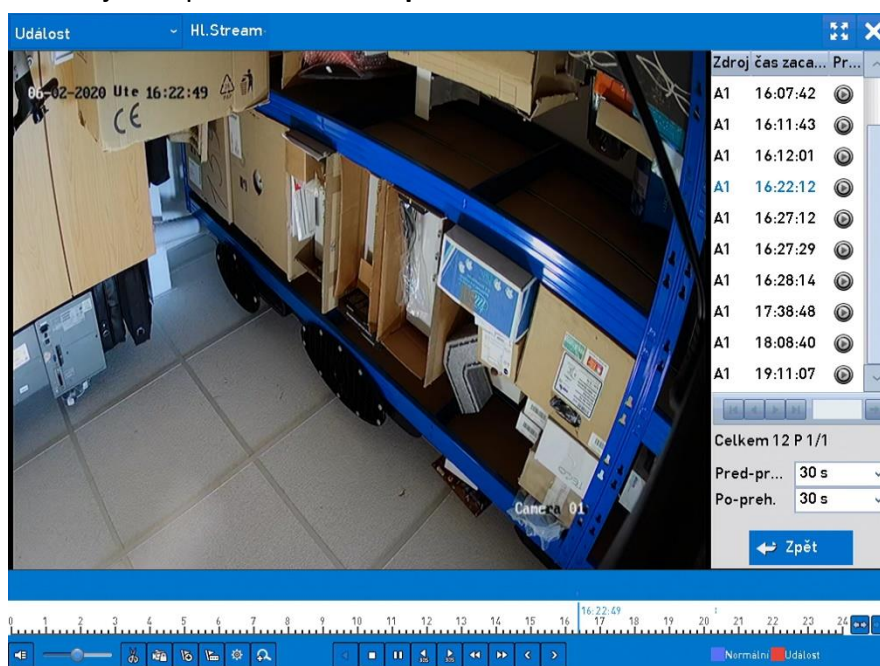 Událost
Hl.Stream
06-02-2020 Ute 16:22:49
CE
Camera 01
Zdroj čas zaca... Pr...
A1 16:07:42
A1 16:11:43
A1 16:12:01
A1 16:22:12
A1 16:27:12
A1 16:27:29
A1 16:28:14
A1 17:38:48
A1 18:08:40
A1 19:11:07
Celkem 12 P 1/1
Pred-pr... 30 s
Po-preh. 30 s
Zpět
16:22:49
0 1 2 3 4 5 6 7 8 9 10 11 12 13 14 15 16 17 18 19 20 21 22 23 24
30S 30S
Normální Událost